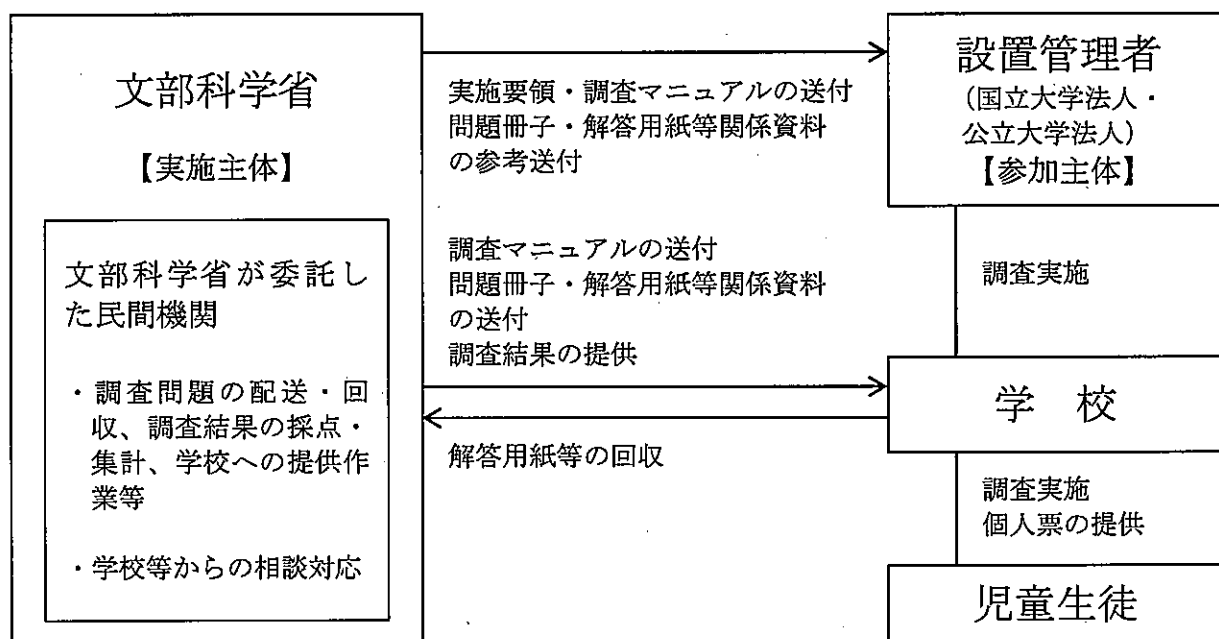 文部科学省
【実施主体】
文部科学省が委託し
た民間機関
・調査問題の配送・回
収、調査結果の採点・
集計、学校への提供作
業等
・学校等からの相談対応
実施要領・調査マニュアルの送付
問題冊子・解答用紙等関係資料
の参考送付
調査マニュアルの送付
問題冊子・解答用紙等関係資料
の送付
調査結果の提供
解答用紙等の回収
設置管理者
(国立大学法人・
公立大学法人)
【参加主体】
調査実施
学 校
調査実施
個人票の提供
児童生徒